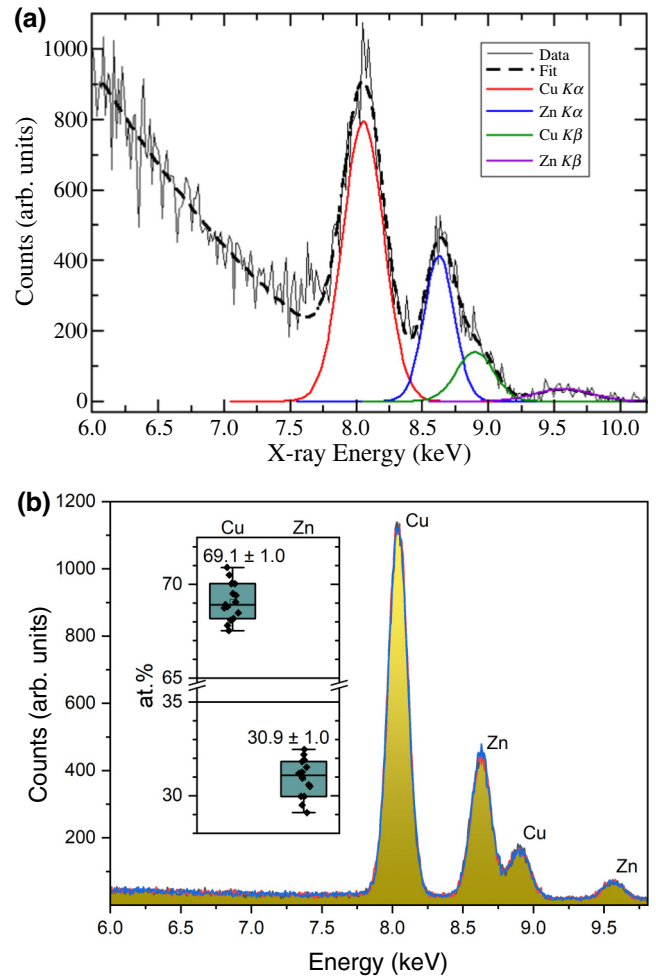 (a)
1000
800
600
400
200
0
Counts (arb. units)
Data
Fit
Cu Kα
Zn Kα
Cu Kβ
Zn Kβ
6.0 6.5 7.0 7.5 8.0 8.5 9.0 9.5 10.0
X-ray Energy (keV)
(b)
1200
1000
800
600
400
200
Counts (arb. units)
Cu Zn
69.1 ± 1.0
70
65
at.%
35
30.9 ± 1.0
30
Cu
Zn
Cu
Zn
6.0 6.5 7.0 7.5 8.0 8.5 9.0 9.5
Energy (keV)